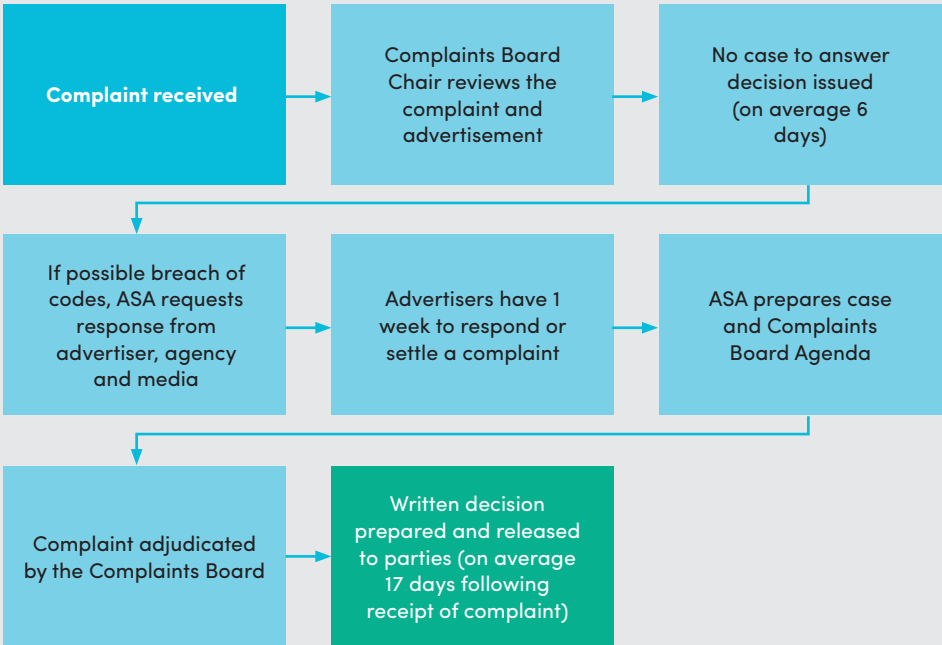 Complaint received
Complaints Board
Chair reviews the
complaint and
advertisement
No case to answer
decision issued
(on average 6
days)
If possible breach of
codes, ASA requests
response from
advertiser, agency
and media
Advertisers have 1
week to respond or
settle a complaint
ASA prepares case
and Complaints
Board Agenda
Complaint adjudicated
by the Complaints Board
Written decision
prepared and released
to parties (on average
17 days following
receipt of complaint)